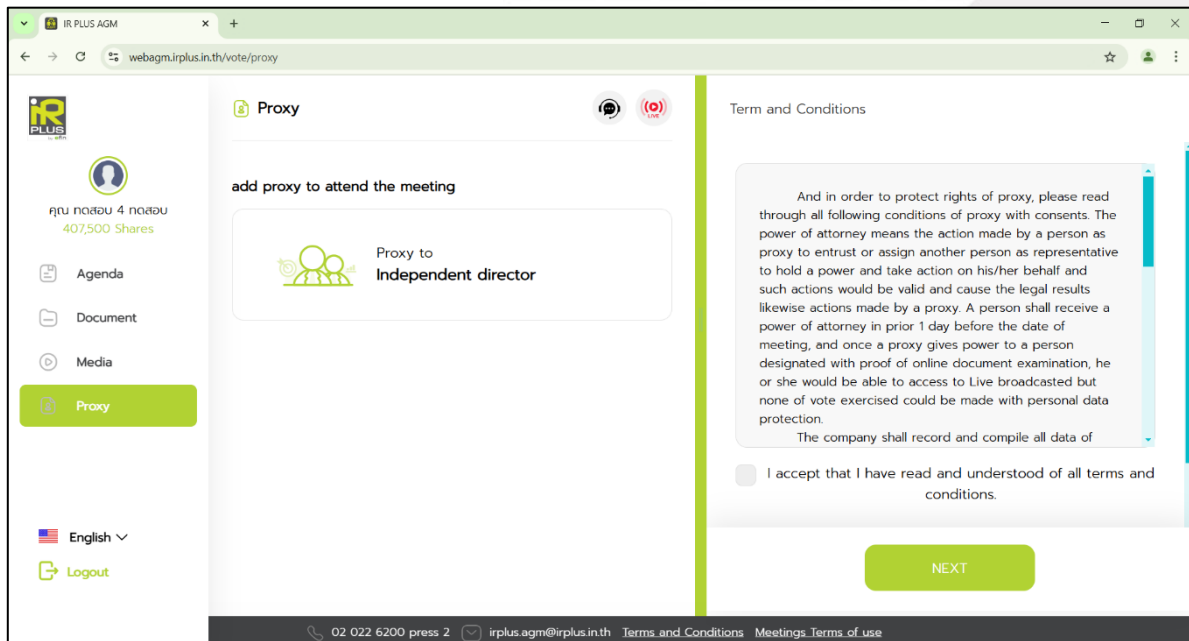 IR PLUS AGM
webagm.irplus.in.th/vote/proxy
iR
PLUS
คุณ ทดสอบ 4 ทดสอบ
407,500 Shares
Agenda
Document
Media
Proxy
English
Logout
Proxy
LIVE
add proxy to attend the meeting
Proxy to
Independent director
Term and Conditions
And in order to protect rights of proxy, please read
through all following conditions of proxy with consents. The
power of attorney means the action made by a person as
proxy to entrust or assign another person as representative
to hold a power and take action on his/her behalf and
such actions would be valid and cause the legal results
likewise actions made by a proxy. A person shall receive a
power of attorney in prior 1 day before the date of
meeting, and once a proxy gives power to a person
designated with proof of online document examination, he
or she would be able to access to Live broadcasted but
none of vote exercised could be made with personal data
protection.
The company shall record and compile all data of
I accept that I have read and understood of all terms and
conditions.
NEXT
02 022 6200 press 2 irplus.agm@irplus.in.th Terms and Conditions Meetings Terms of use